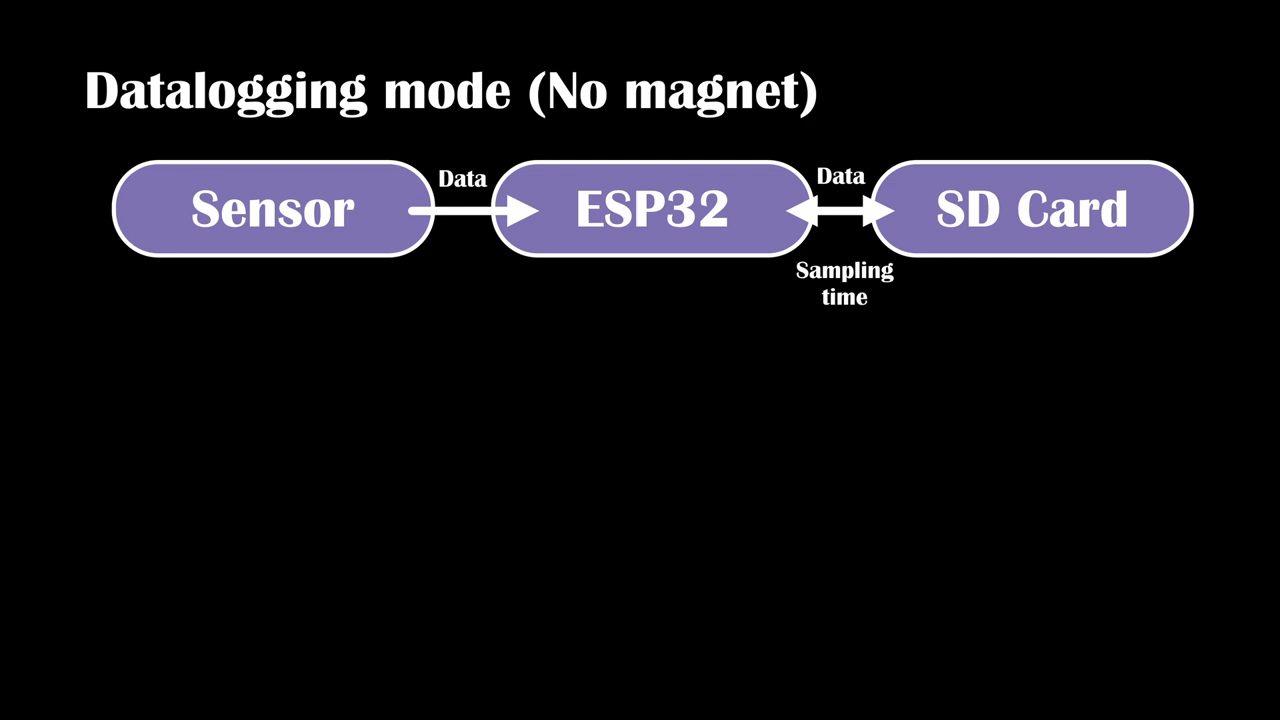 Datalogging mode (No magnet)
Sensor
Data
ESP32
Data
SD Card
Sampling
time